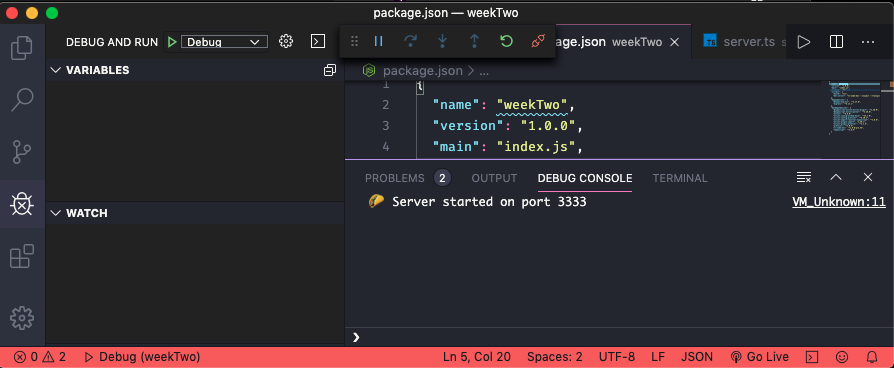 package.json — weekTwo
DEBUG AND RUN Debug
age.json weekTwo
server.ts
VARIABLES
package.json > ...
1 {
2 "name": "weekTwo",
3 "version": "1.0.0",
4 "main": "index.js",
PROBLEMS 2 OUTPUT DEBUG CONSOLE TERMINAL
🌮 Server started on port 3333 VM_Unknown:11
WATCH
❯
0 2 Debug (weekTwo) Ln 5, Col 20 Spaces: 2 UTF-8 LF JSON Go Live